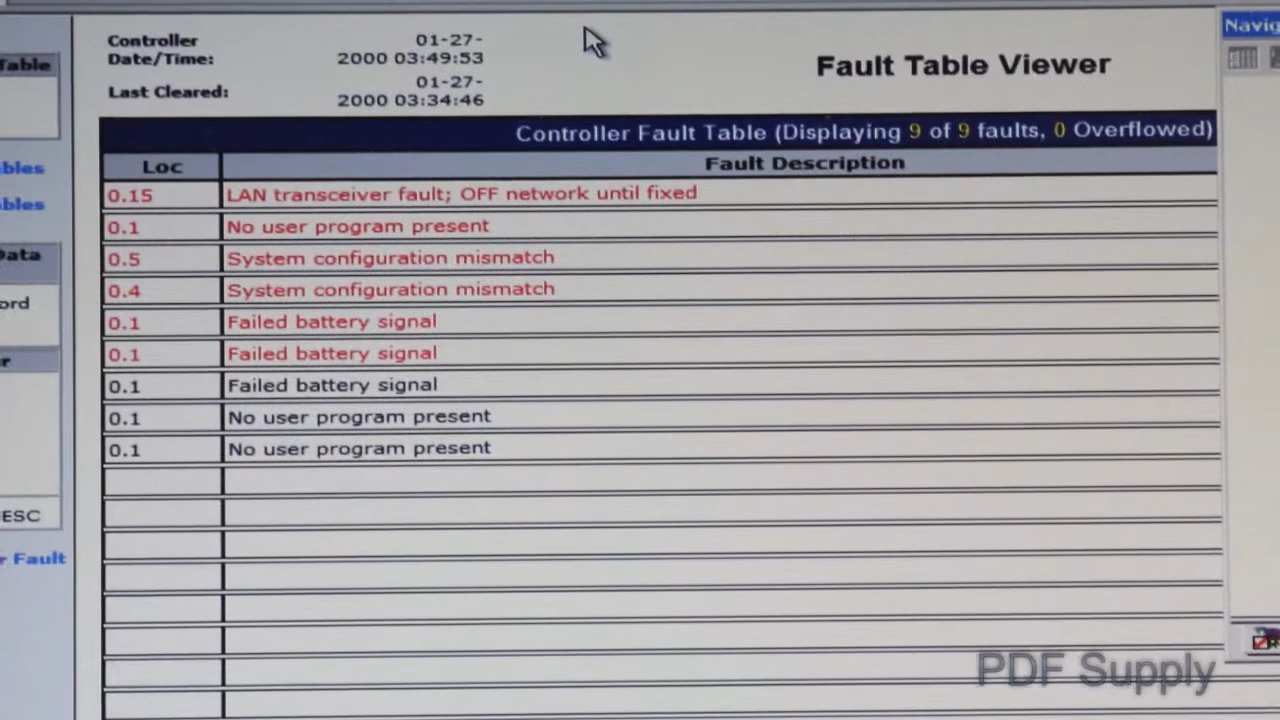 Controller 01-27-
Date/Time: 2000 03:49:53
01-27-
Last Cleared: 2000 03:34:46
Fault Table Viewer
Navig
Table
Controller Fault Table (Displaying 9 of 9 faults, 0 Overflowed)
Loc Fault Description
0.15 LAN transceiver fault; OFF network until fixed
0.1 No user program present
0.5 System configuration mismatch
0.4 System configuration mismatch
0.1 Failed battery signal
0.1 Failed battery signal
0.1 Failed battery signal
0.1 No user program present
0.1 No user program present
bles
bles
Data
ord
r
ESC
r Fault
PDF Supply